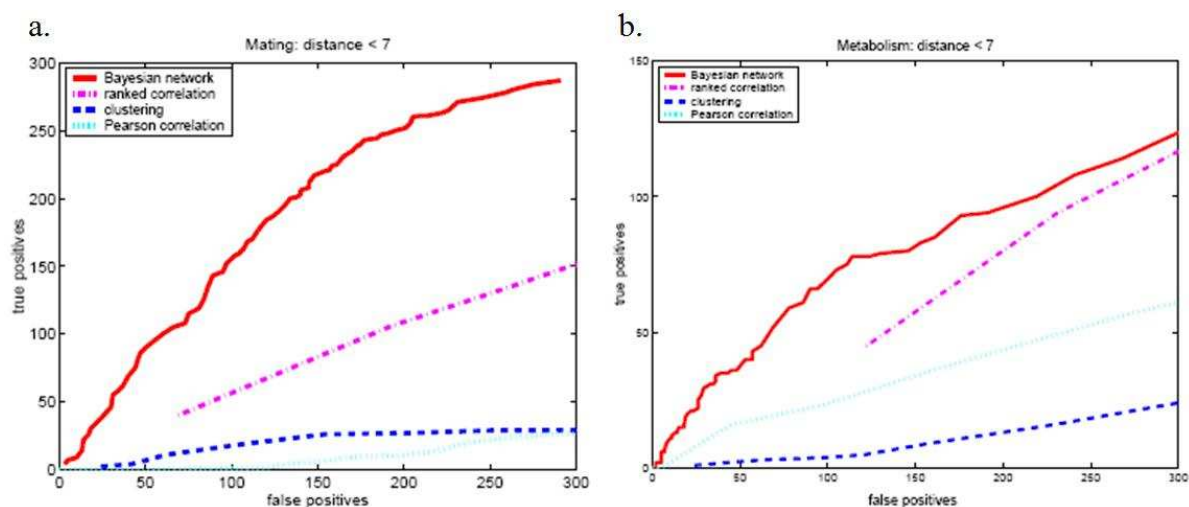 a.
Mating: distance < 7
300
250
200
150
100
50
0
true positives
Bayesian network
ranked correlation
clustering
Pearson correlation
0 50 100 150 200 250 300
false positives
b.
Metabolism: distance < 7
150
100
50
0
true positives
Bayesian network
ranked correlation
clustering
Pearson correlation
0 50 100 150 200 250 300
false positives